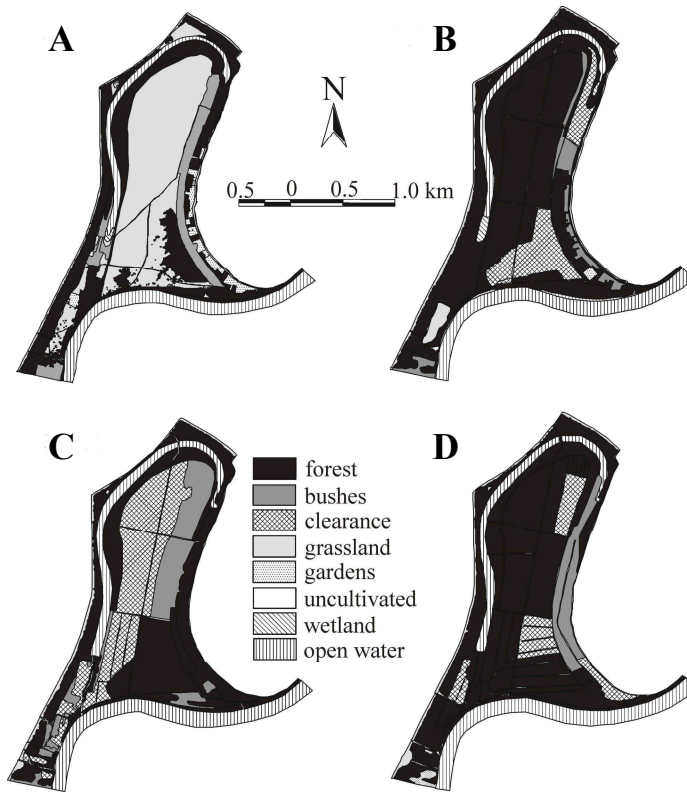 A
B
N
0.5 0 0.5 1.0 km
C
D
forest
bushes
clearance
grassland
gardens
uncultivated
wetland
open water